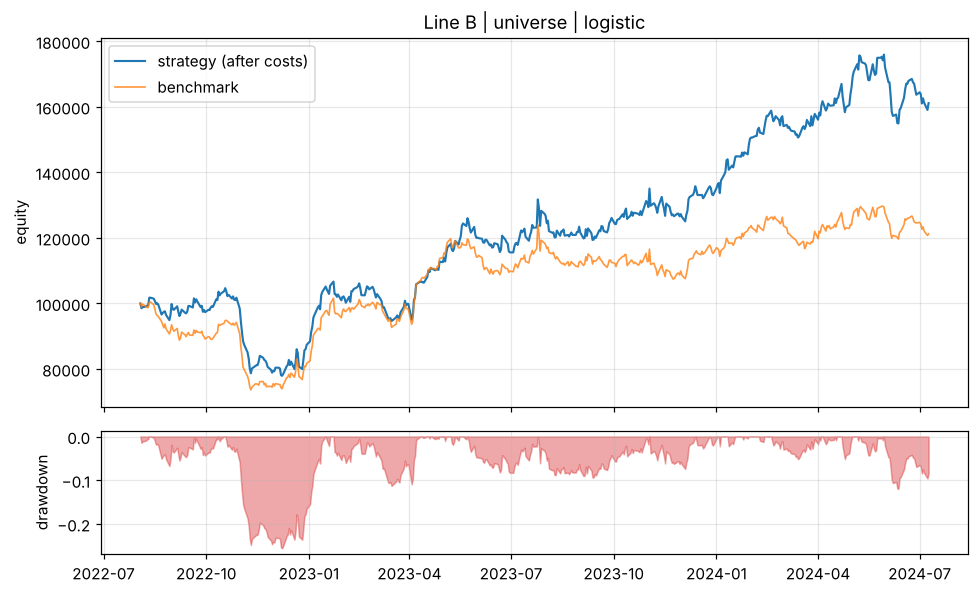 Line B | universe | logistic
strategy (after costs)
benchmark
equity
180000
160000
140000
120000
100000
80000
drawdown
0.0
−0.1
−0.2
2022-07 2022-10 2023-01 2023-04 2023-07 2023-10 2024-01 2024-04 2024-07